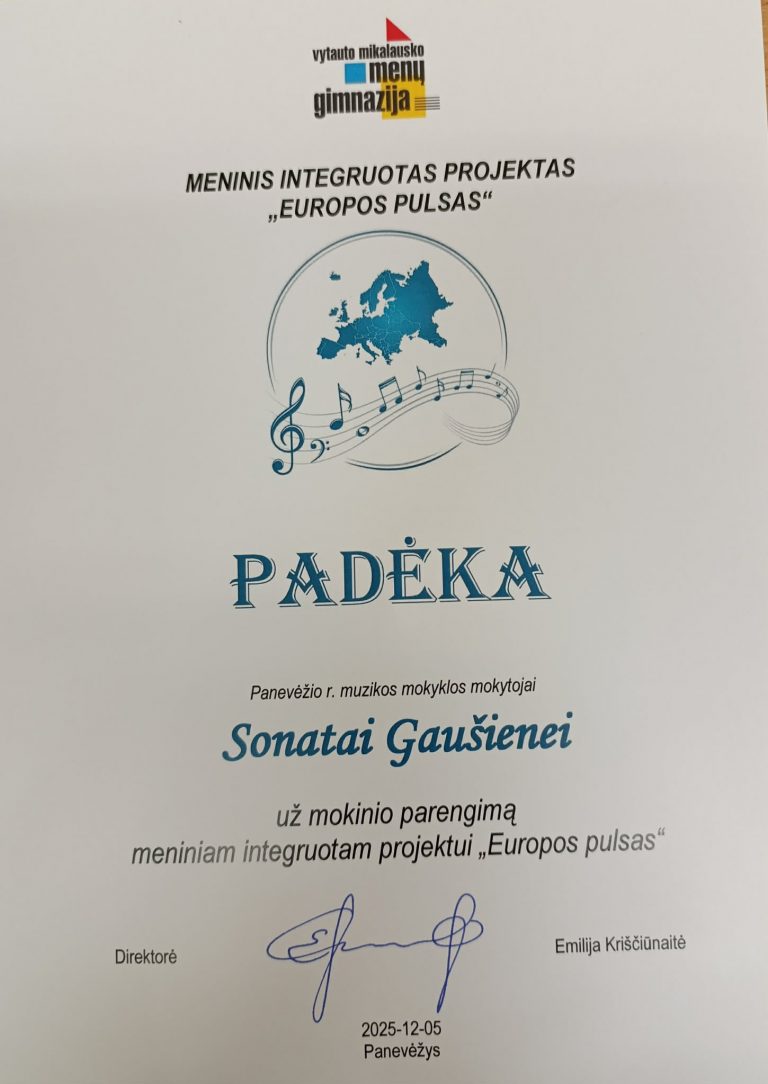 vytauto mikalausko
menų
gimnazija
MENINIS INTEGRUOTAS PROJEKTAS
„EUROPOS PULSAS“
PADĖKA
Panevėžio r. muzikos mokyklos mokytojai
Sonatai Gaušienei
už mokinio parengimą
meniniam integruotam projektui „Europos pulsas“
Direktorė
Emilija Kriščiūnaitė
2025-12-05
Panevėžys